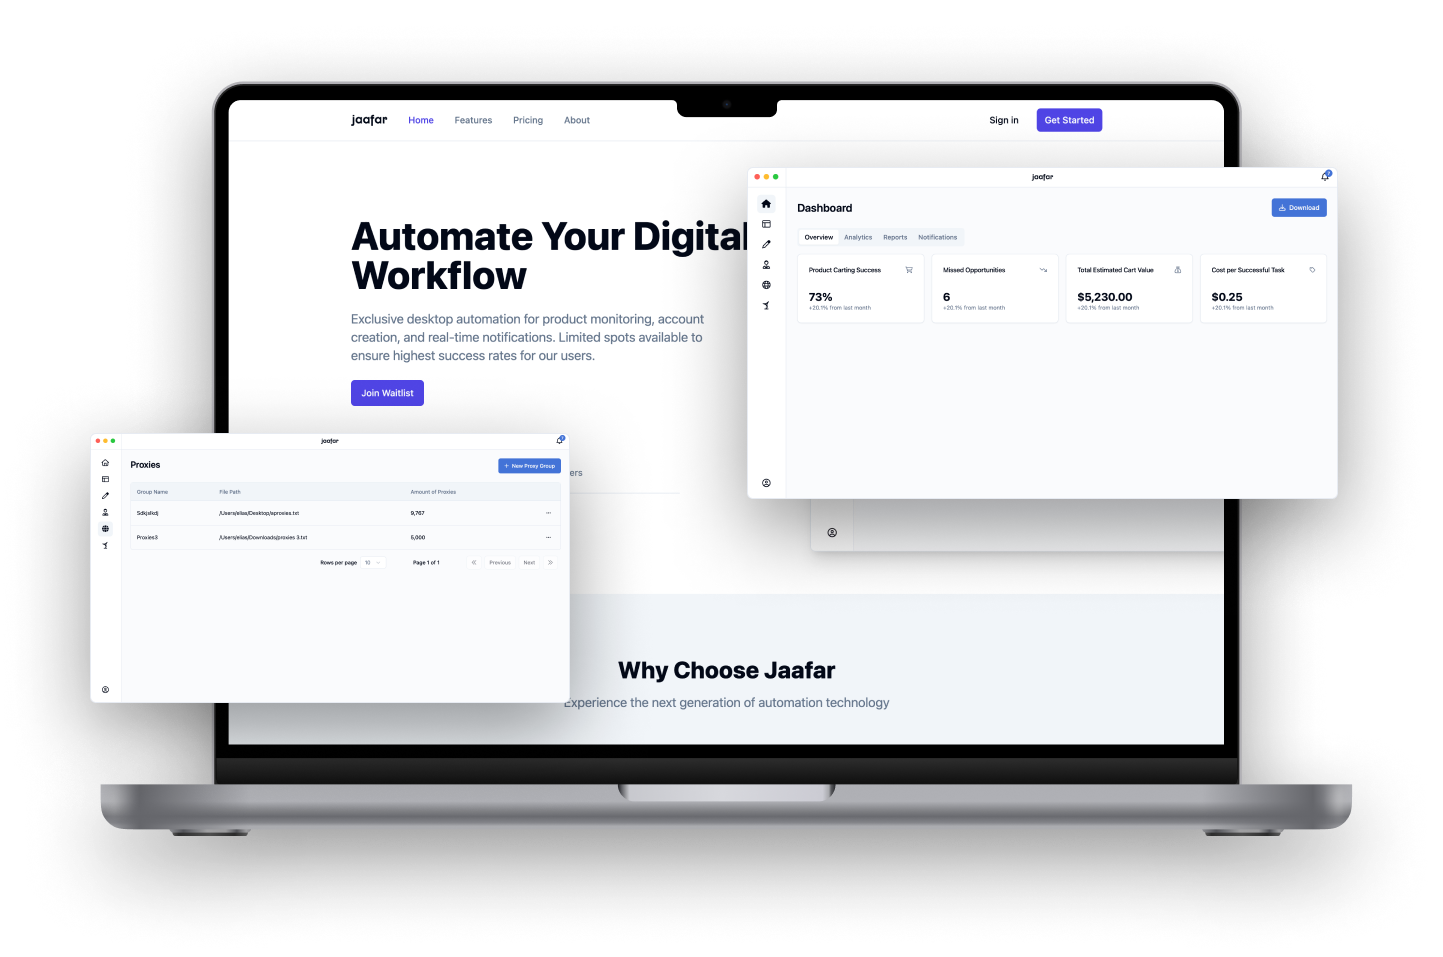 jaafar Home Features Pricing About Sign in Get Started
Automate Your Digital
Workflow
Exclusive desktop automation for product monitoring, account
creation, and real-time notifications. Limited spots available to
ensure highest success rates for our users.
Join Waitlist
ers
jaafar
Dashboard Download
Overview Analytics Reports Notifications
Product Carting Success Missed Opportunities Total Estimated Cart Value Cost per Successful Task
73% 6 $5,230.00 $0.25
+20.1% from last month +20.1% from last month +20.1% from last month +20.1% from last month
jaafar
Proxies + New Proxy Group
Group Name File Path Amount of Proxies
Sdkjslkdj /Users/elias/Desktop/aproxies.txt 9,767
Proxies3 /Users/elias/Downloads/proxies 3.txt 5,000
Rows per page 10 Page 1 of 1 Previous Next
Why Choose Jaafar
Experience the next generation of automation technology